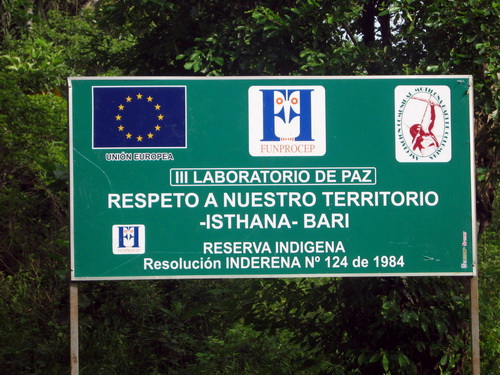 UNIÓN EUROPEA
FUNPROCEP
III LABORATORIO DE PAZ
RESPETO A NUESTRO TERRITORIO
-ISTHANA- BARI
RESERVA INDIGENA
Resolución INDERENA Nº 124 de 1984